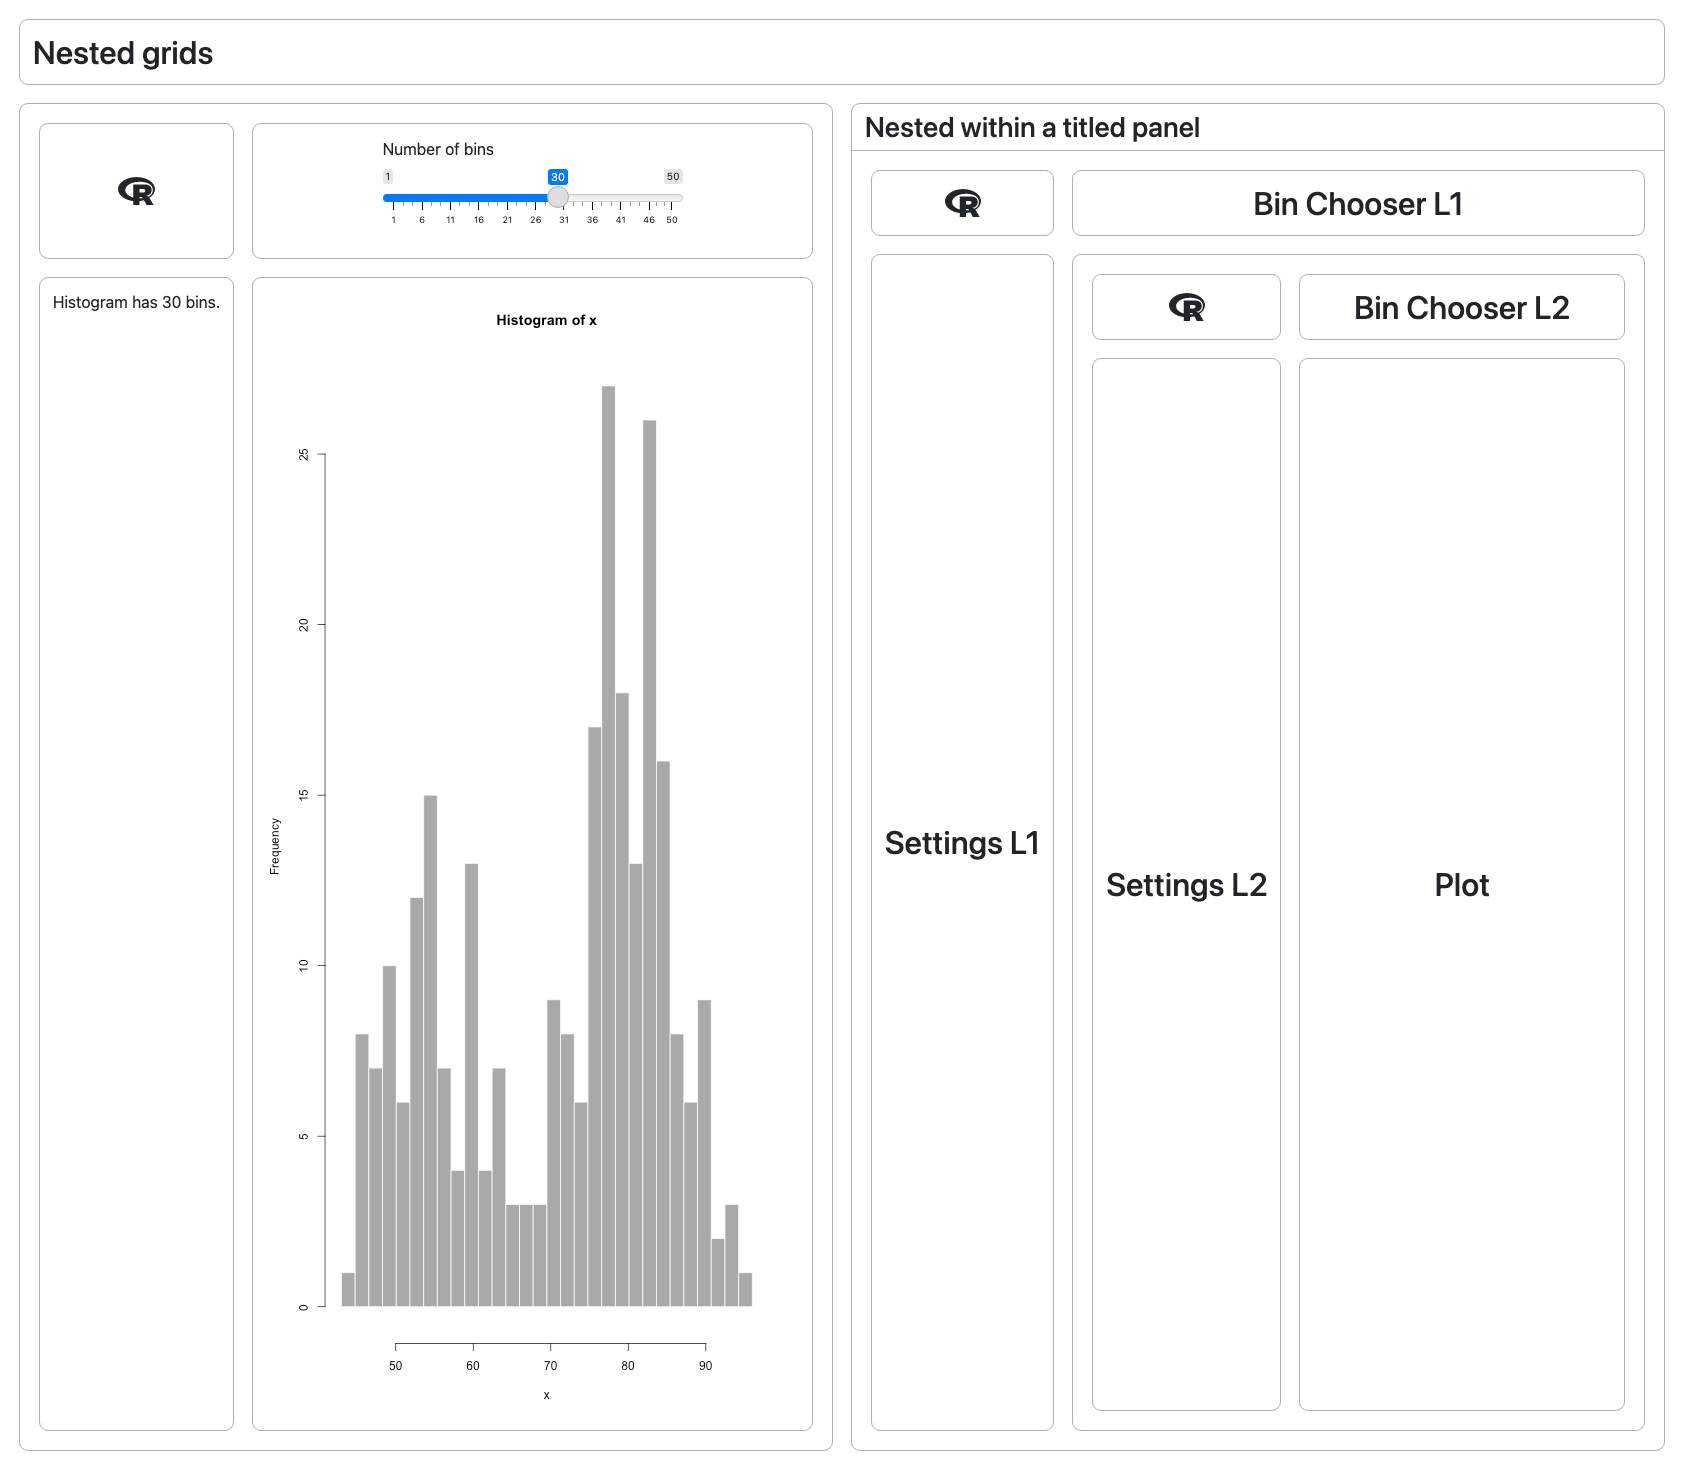 Nested grids
Number of bins
1 30 50
1 6 11 16 21 26 31 36 41 46 50
Histogram has 30 bins.
Histogram of x
Frequency
25
20
15
10
5
0
50 60 70 80 90
x
Nested within a titled panel
R
Bin Chooser L1
Settings L1
R
Bin Chooser L2
Settings L2
Plot
R